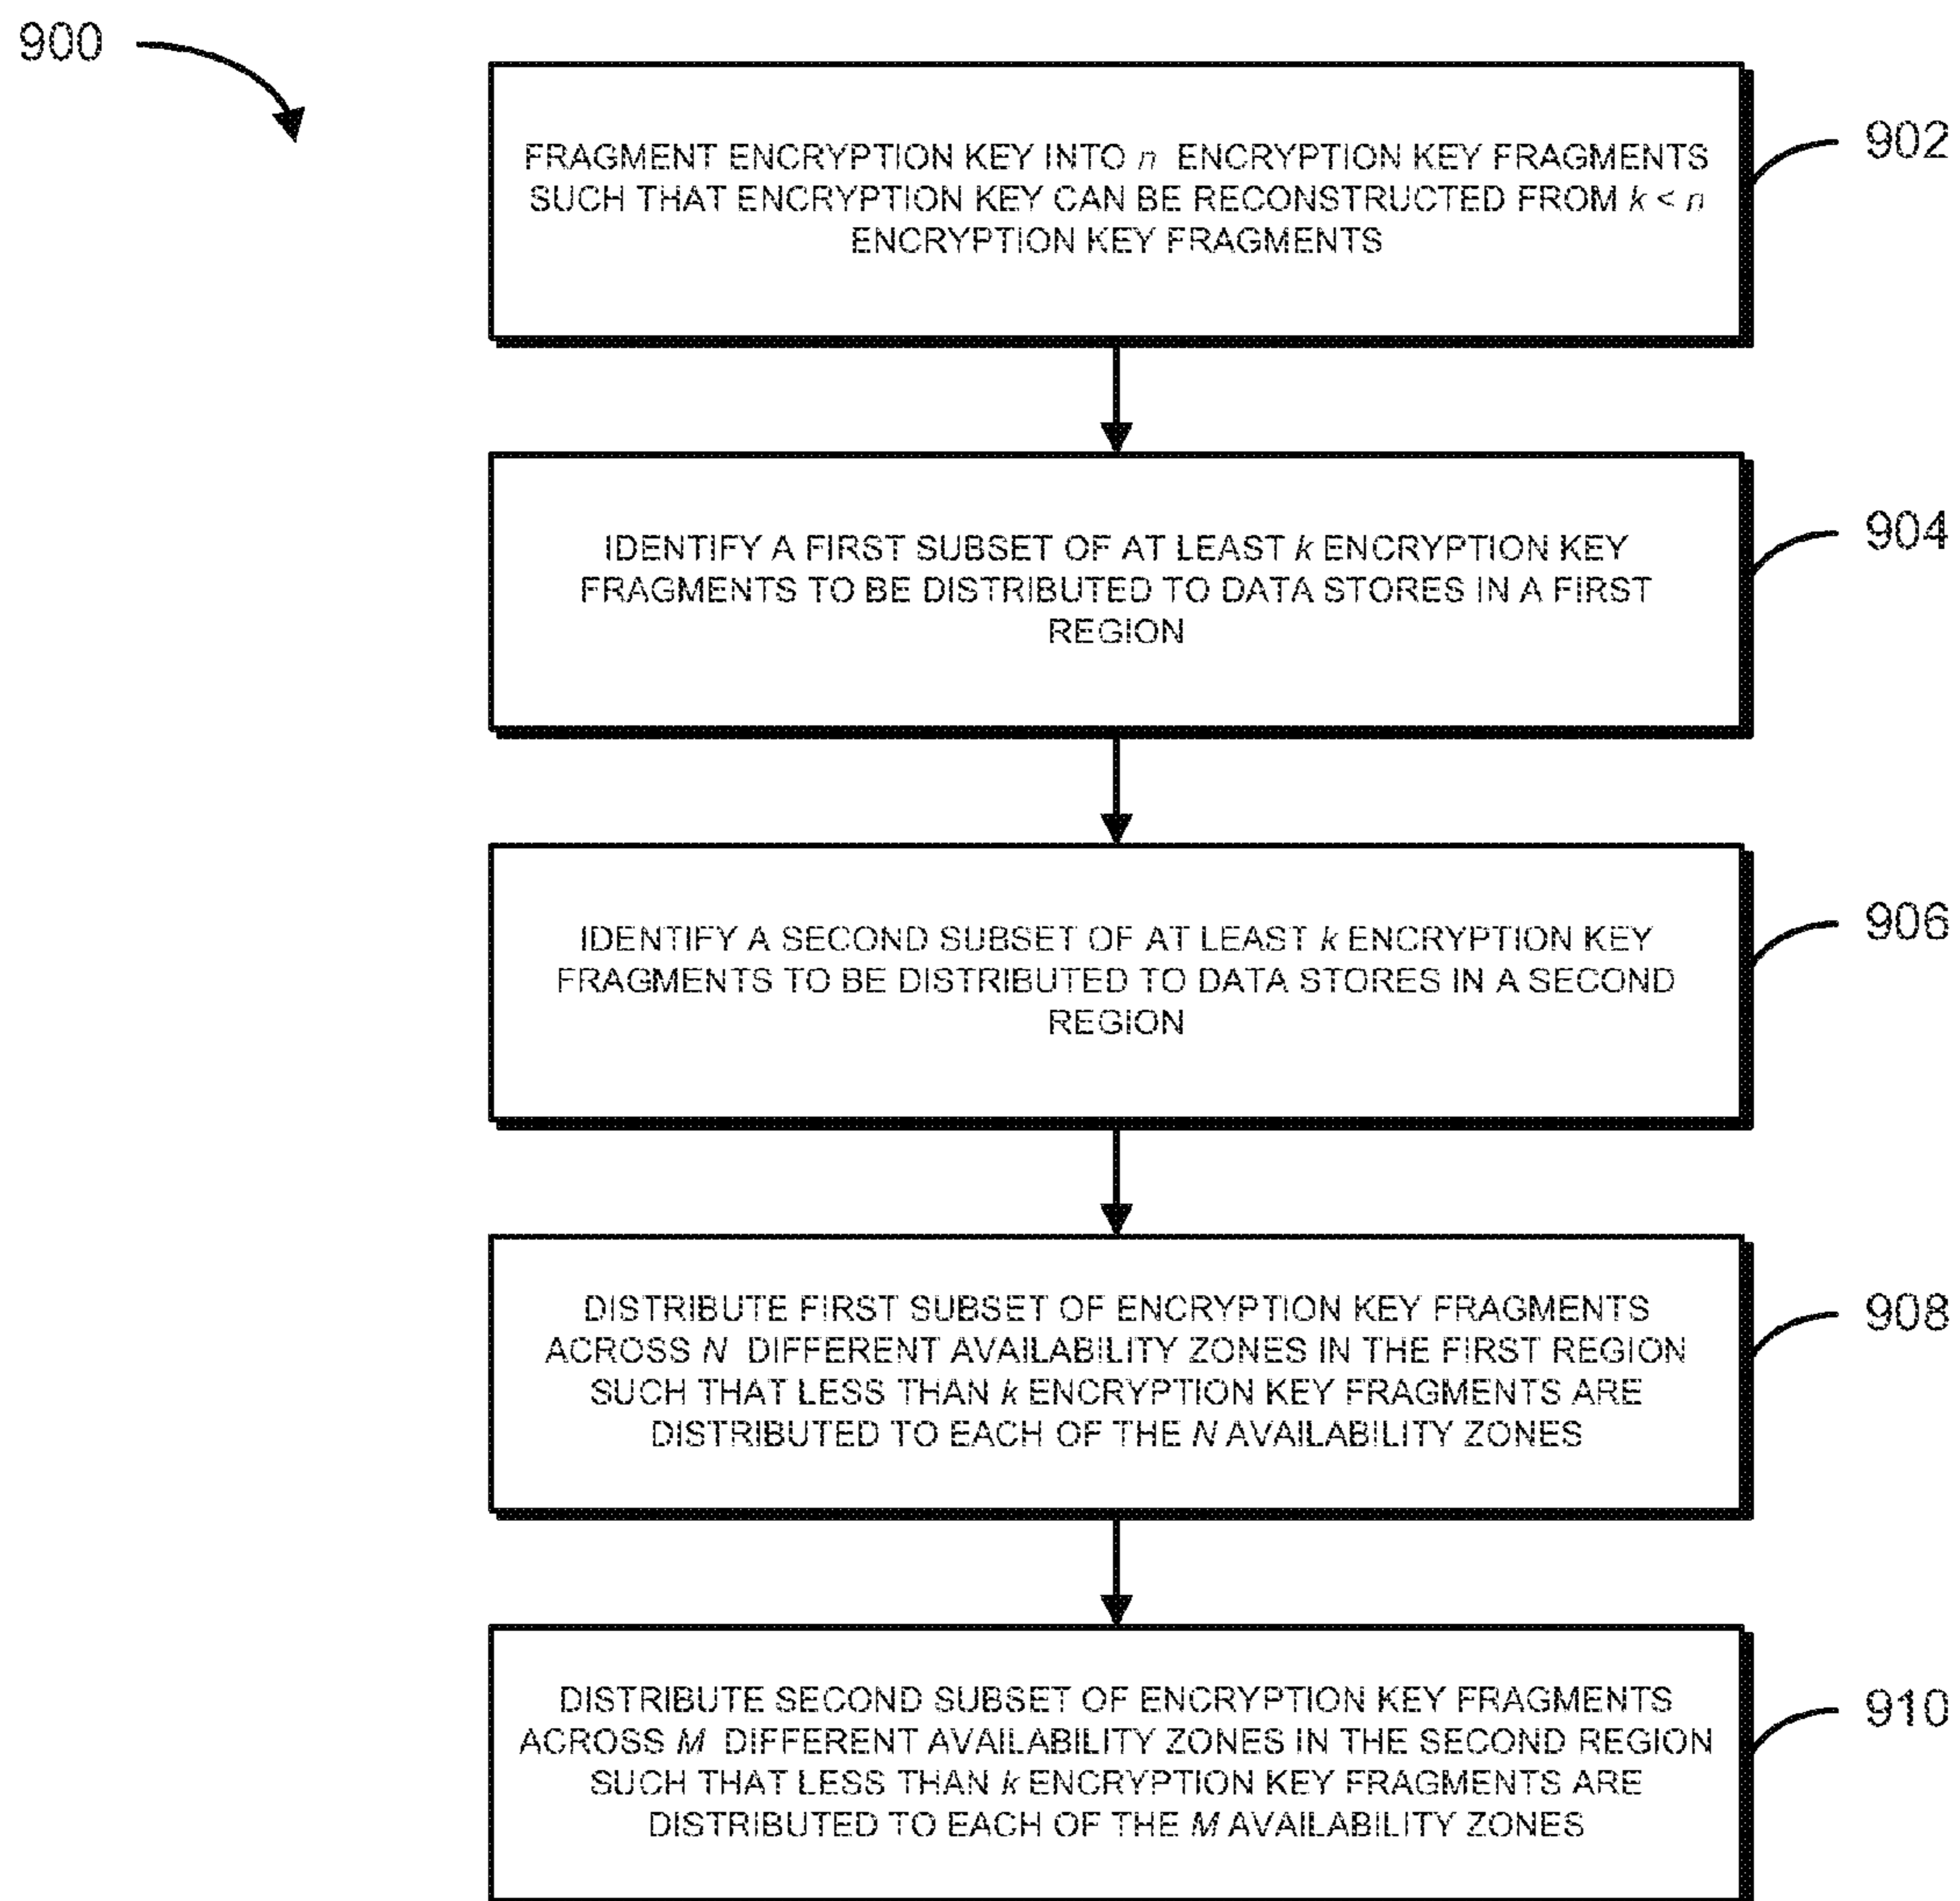 900
FRAGMENT ENCRYPTION KEY INTO n ENCRYPTION KEY FRAGMENTS
SUCH THAT ENCRYPTION KEY CAN BE RECONSTRUCTED FROM k < n
ENCRYPTION KEY FRAGMENTS
902
IDENTIFY A FIRST SUBSET OF AT LEAST k ENCRYPTION KEY
FRAGMENTS TO BE DISTRIBUTED TO DATA STORES IN A FIRST
REGION
904
IDENTIFY A SECOND SUBSET OF AT LEAST k ENCRYPTION KEY
FRAGMENTS TO BE DISTRIBUTED TO DATA STORES IN A SECOND
REGION
906
DISTRIBUTE FIRST SUBSET OF ENCRYPTION KEY FRAGMENTS
ACROSS N DIFFERENT AVAILABILITY ZONES IN THE FIRST REGION
SUCH THAT LESS THAN k ENCRYPTION KEY FRAGMENTS ARE
DISTRIBUTED TO EACH OF THE N AVAILABILITY ZONES
908
DISTRIBUTE SECOND SUBSET OF ENCRYPTION KEY FRAGMENTS
ACROSS M DIFFERENT AVAILABILITY ZONES IN THE SECOND REGION
SUCH THAT LESS THAN k ENCRYPTION KEY FRAGMENTS ARE
DISTRIBUTED TO EACH OF THE M AVAILABILITY ZONES
910